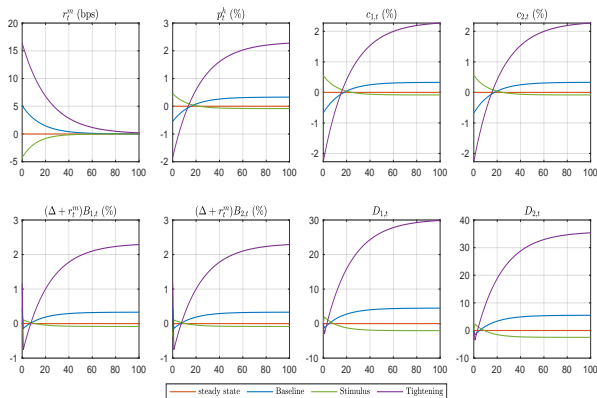 r_t^m (bps)
20
15
10
5
0
-5
0 20 40 60 80 100
p_t^h (%)
3
2
1
0
-1
-2
0 20 40 60 80 100
c_{1,t} (%)
2
1
0
-1
-2
0 20 40 60 80 100
c_{2,t} (%)
2
1
0
-1
-2
0 20 40 60 80 100
(Δ + r_t^m)B_{1,t} (%)
3
2
1
0
-1
0 20 40 60 80 100
(Δ + r_t^m)B_{2,t} (%)
3
2
1
0
-1
0 20 40 60 80 100
D_{1,t}
30
20
10
0
-10
0 20 40 60 80 100
D_{2,t}
40
30
20
10
0
-10
0 20 40 60 80 100
steady state Baseline Stimulus Tightening